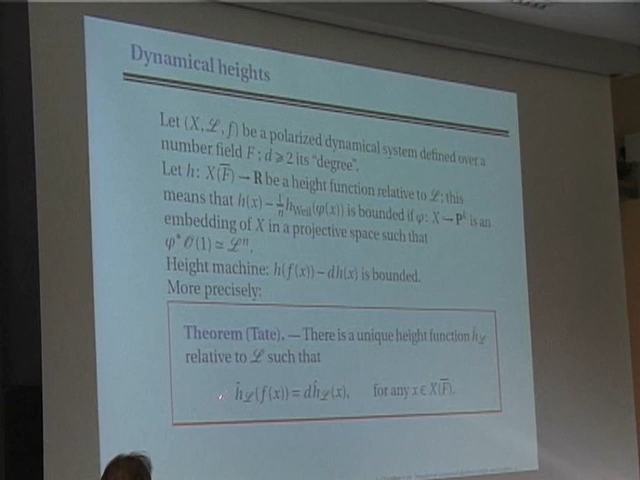 Dynamical heights
Let (X, ℒ, f) be a polarized dynamical system defined over a
number field F ; d ⩾ 2 its "degree".
Let h: X(F̅) → R be a height function relative to ℒ; this
means that h(x) − 1/n h_Weil(φ(x)) is bounded if φ: X → P^k is an
embedding of X in a projective space such that
φ*𝒪(1) ≃ ℒ^n.
Height machine: h(f(x)) − dh(x) is bounded.
More precisely:
Theorem (Tate). — There is a unique height function ĥ_ℒ
relative to ℒ such that
ĥ_ℒ(f(x)) = dĥ_ℒ(x), for any x ∈ X(F̅).